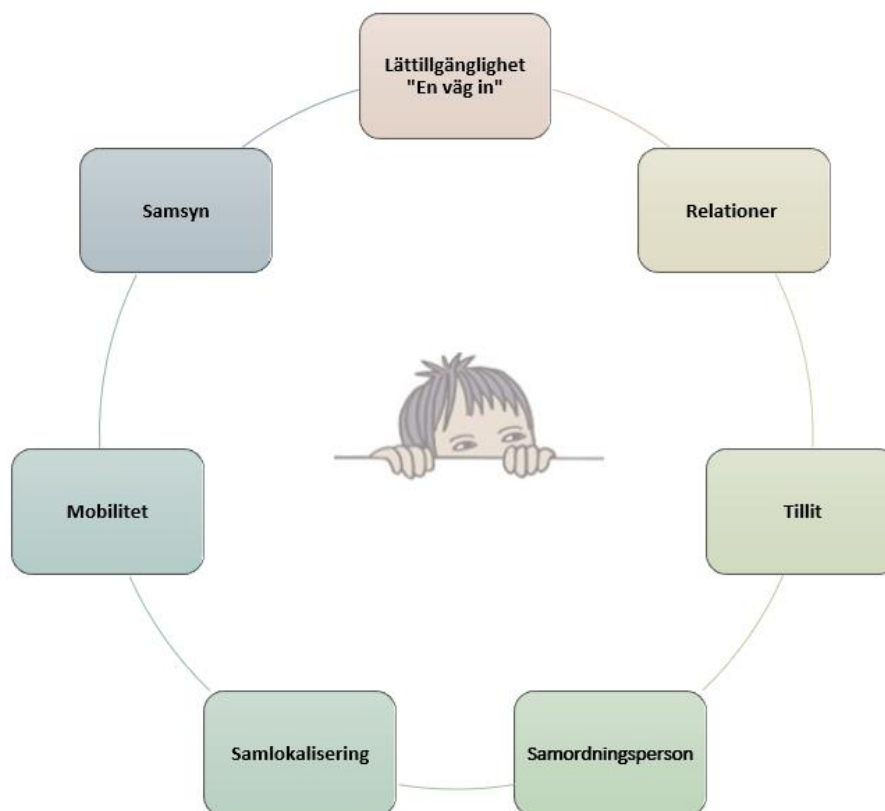 Lättillgänglighet
"En väg in"
Relationer
Tillit
Samordningsperson
Samlokalisering
Mobilitet
Samsyn